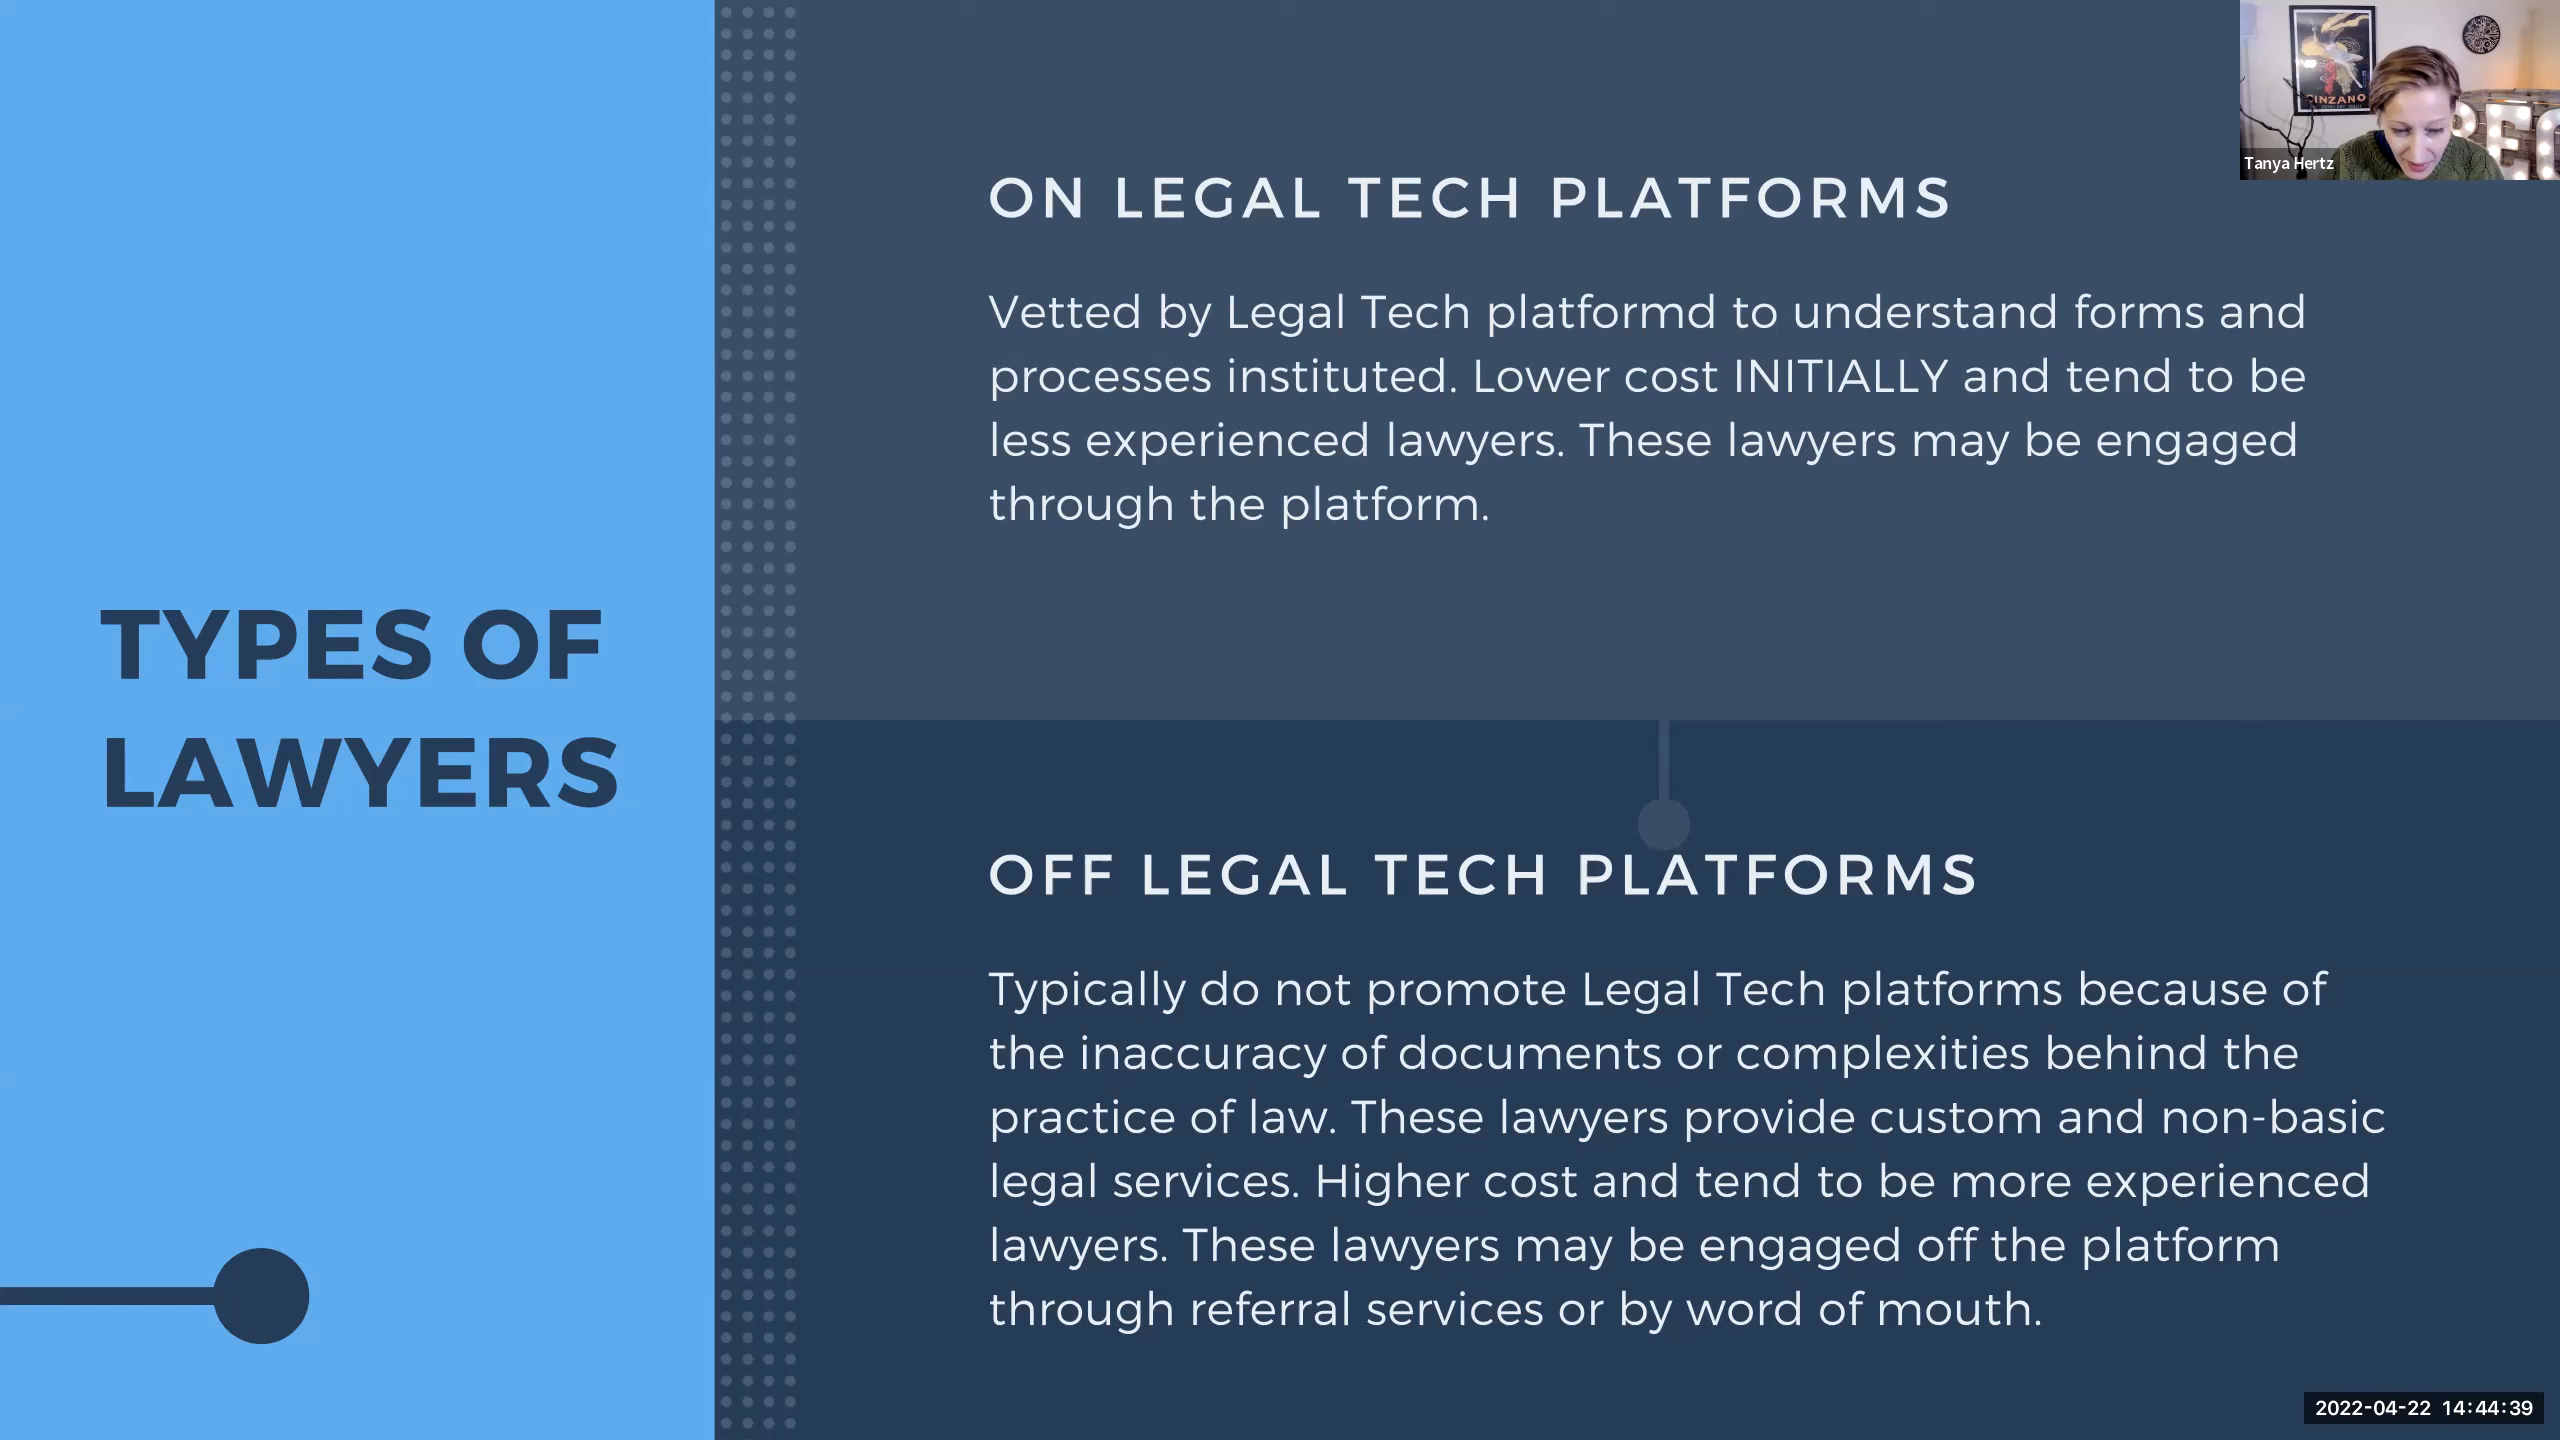 TYPES OF
LAWYERS
ON LEGAL TECH PLATFORMS
Vetted by Legal Tech platformd to understand forms and
processes instituted. Lower cost INITIALLY and tend to be
less experienced lawyers. These lawyers may be engaged
through the platform.
OFF LEGAL TECH PLATFORMS
Typically do not promote Legal Tech platforms because of
the inaccuracy of documents or complexities behind the
practice of law. These lawyers provide custom and non-basic
legal services. Higher cost and tend to be more experienced
lawyers. These lawyers may be engaged off the platform
through referral services or by word of mouth.
CINZANO
Tanya Hertz
2022-04-22 14:44:39